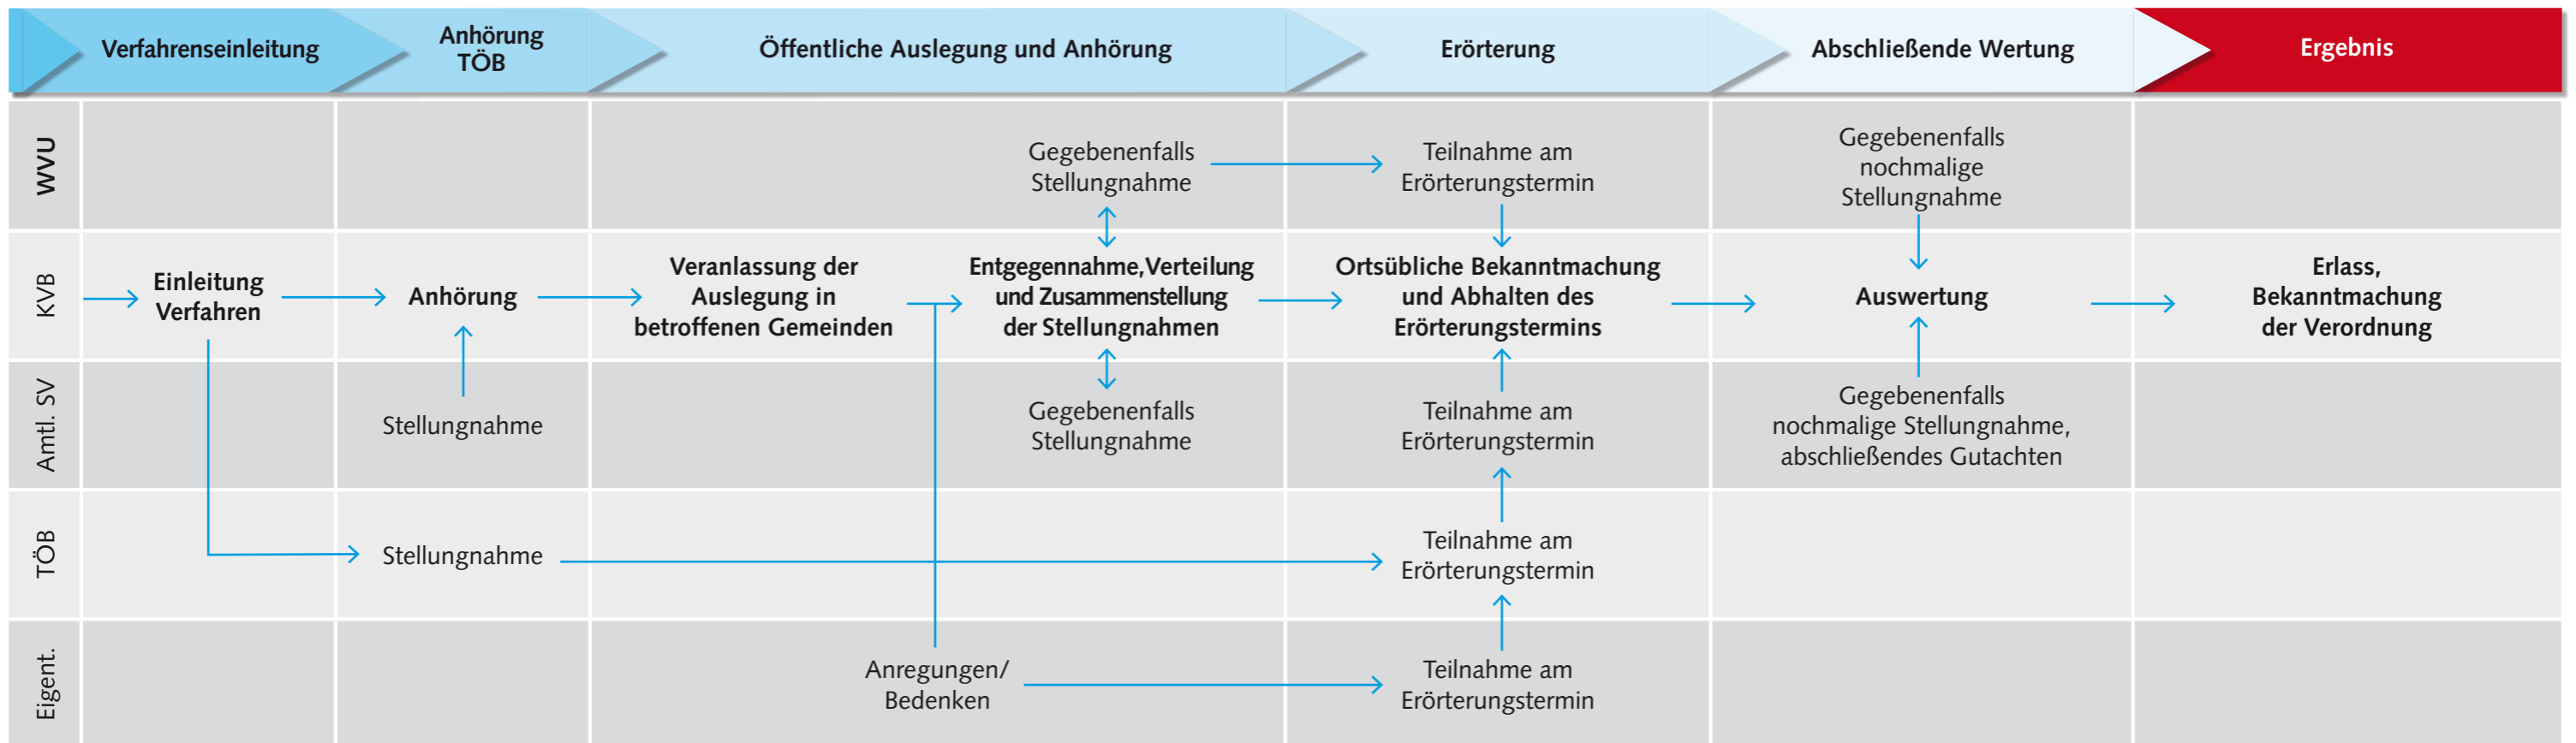 Verfahrenseinleitung
Anhörung
TÖB
Öffentliche Auslegung und Anhörung
Erörterung
Abschließende Wertung
Ergebnis
WVU
Gegebenenfalls
Stellungnahme
Teilnahme am
Erörterungstermin
Gegebenenfalls
nochmalige
Stellungnahme
KVB
Einleitung
Verfahren
Anhörung
Veranlassung der
Auslegung in
betroffenen Gemeinden
Entgegennahme, Verteilung
und Zusammenstellung
der Stellungnahmen
Ortsübliche Bekanntmachung
und Abhalten des
Erörterungstermins
Auswertung
Erlass,
Bekanntmachung
der Verordnung
Amtl. SV
Stellungnahme
Gegebenenfalls
Stellungnahme
Teilnahme am
Erörterungstermin
Gegebenenfalls
nochmalige Stellungnahme,
abschließendes Gutachten
TÖB
Stellungnahme
Teilnahme am
Erörterungstermin
Eigent.
Anregungen/
Bedenken
Teilnahme am
Erörterungstermin